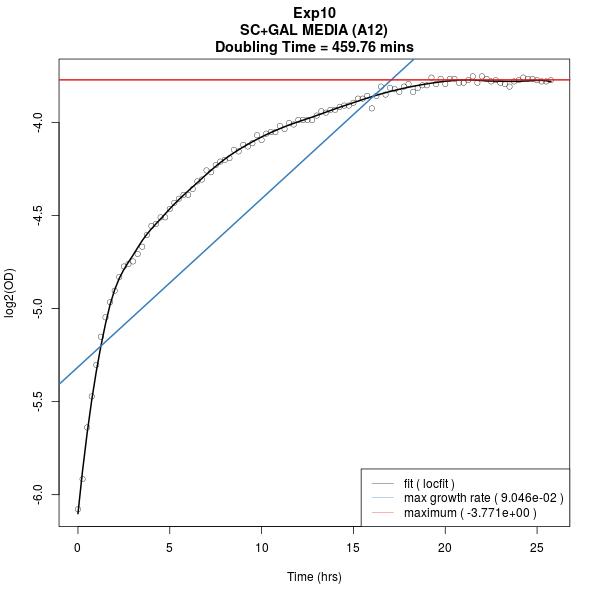 Exp10
SC+GAL MEDIA (A12)
Doubling Time = 459.76 mins
log2(OD)
-4.0
-4.5
-5.0
-5.5
-6.0
fit ( locfit )
max growth rate ( 9.046e-02 )
maximum ( -3.771e+00 )
0 5 10 15 20 25
Time (hrs)